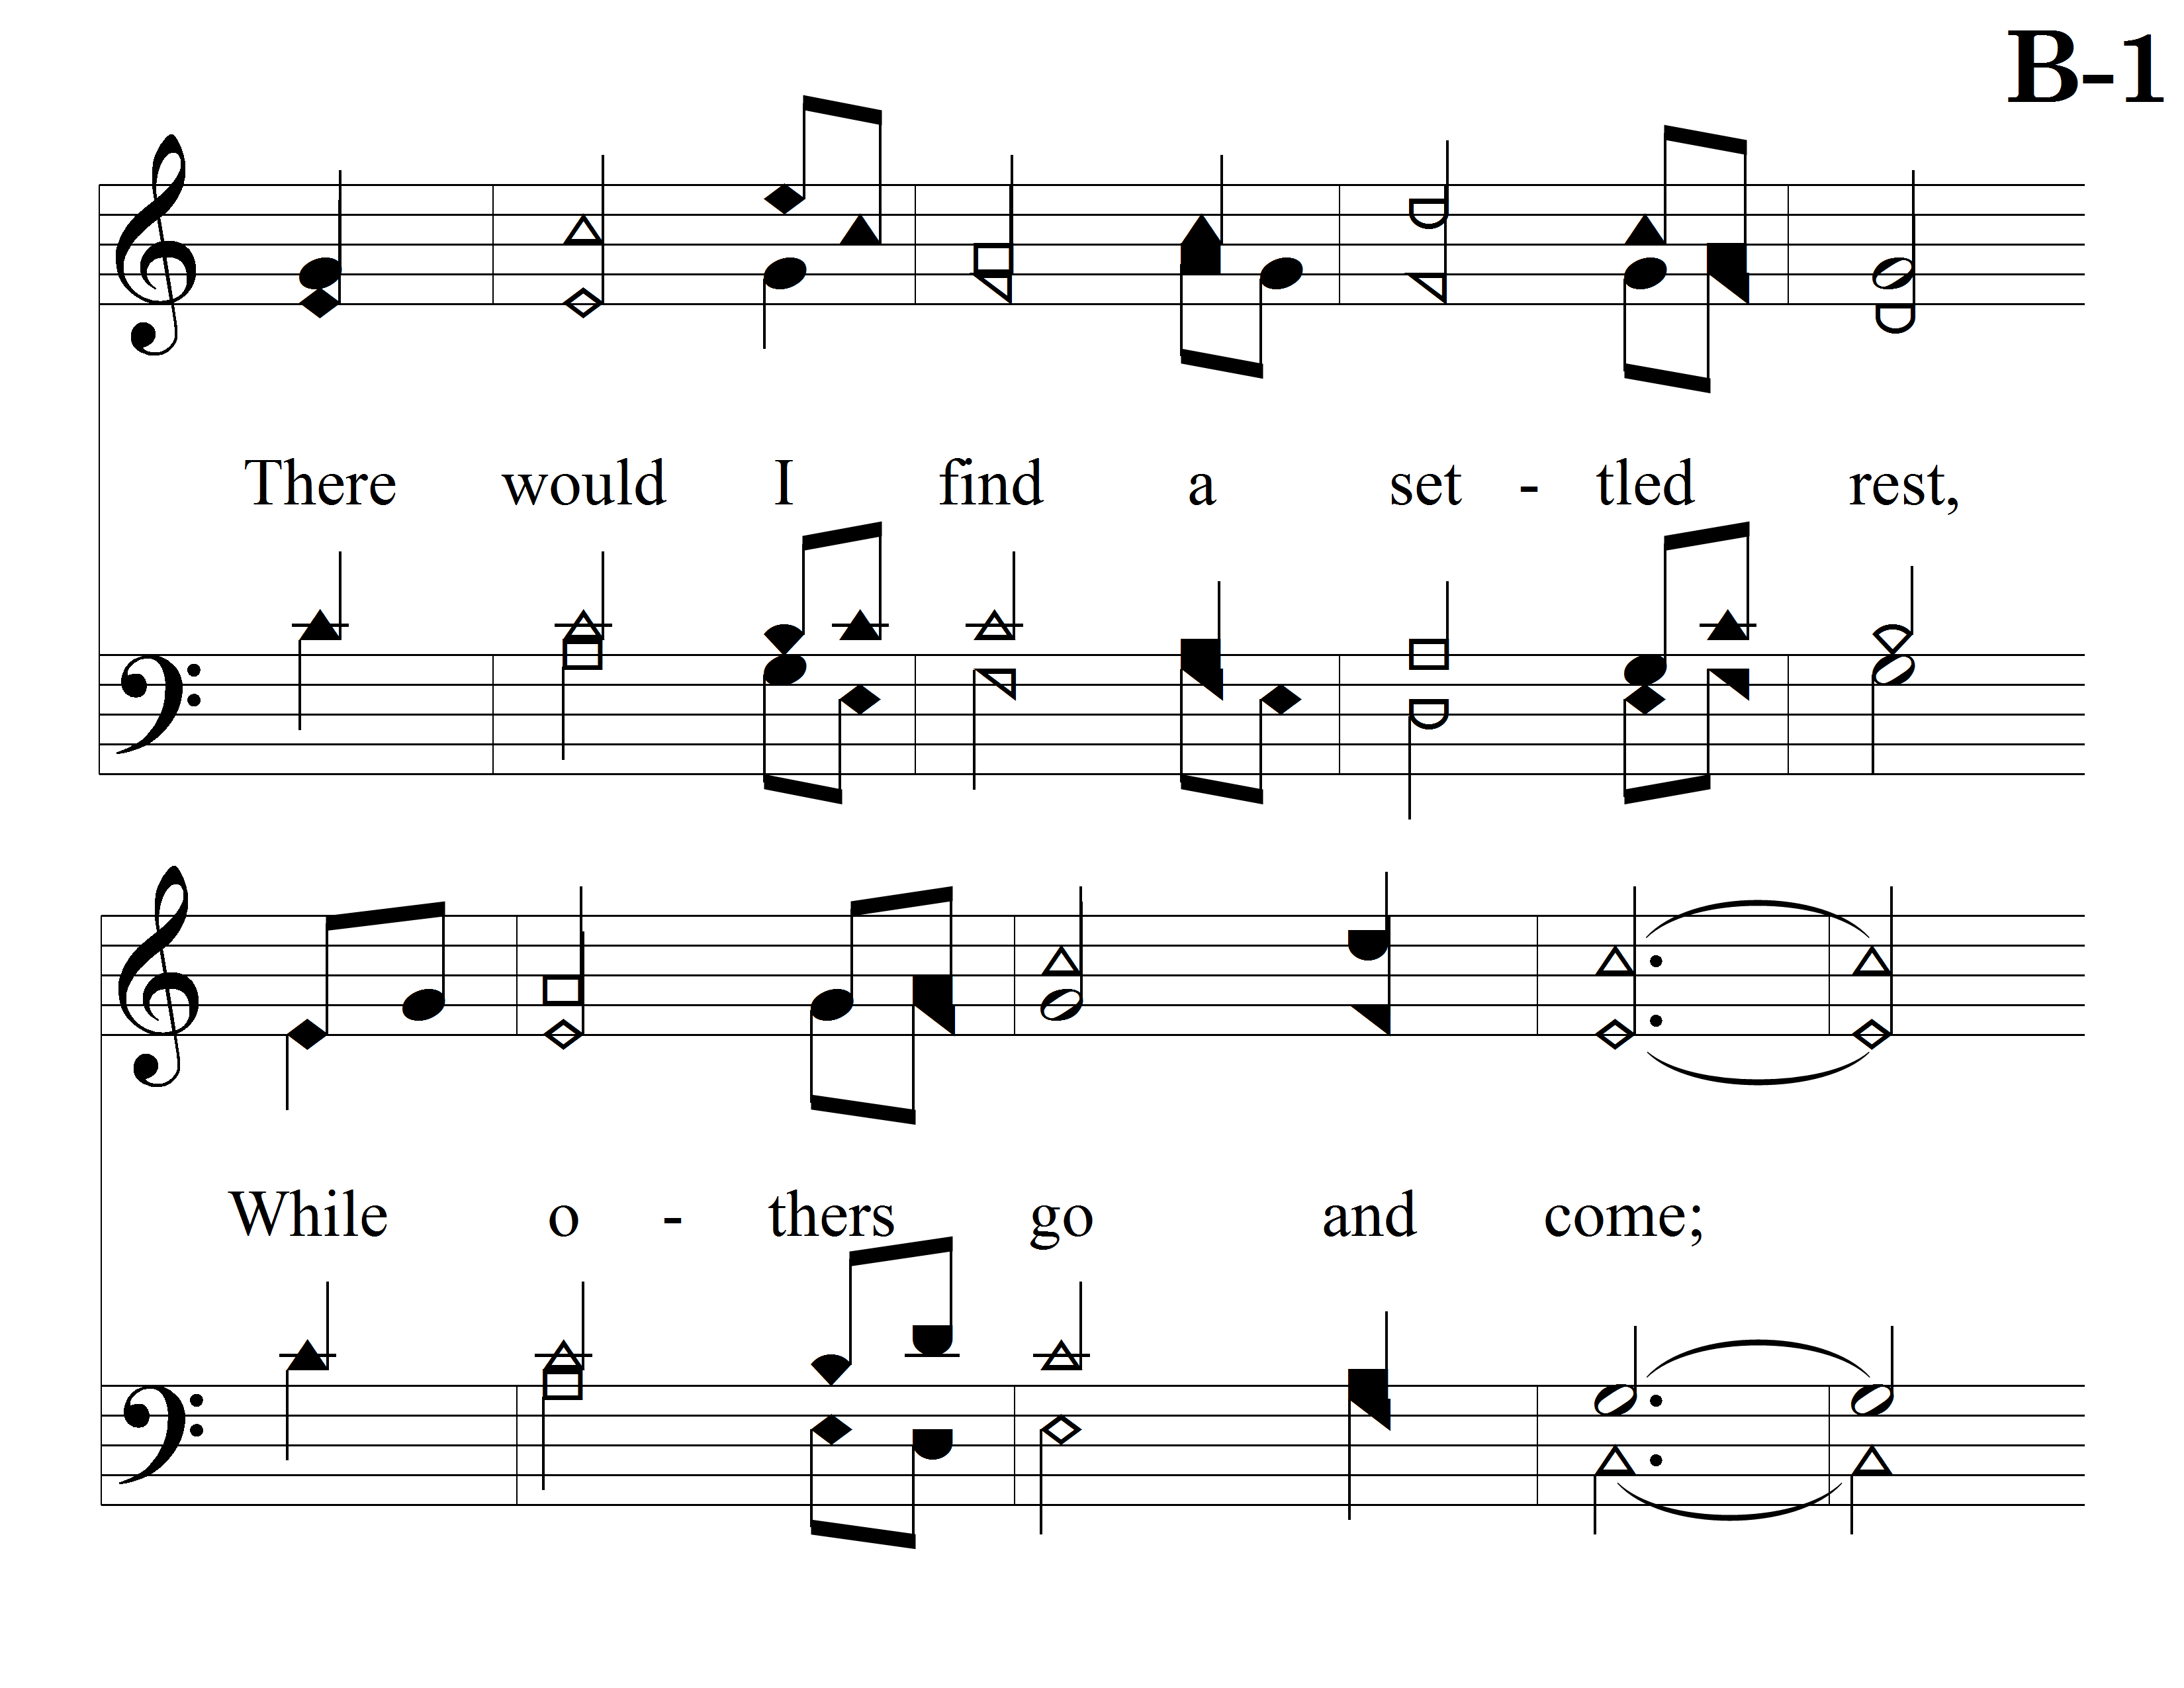 B-1
There would I find a set - tled rest,
While o - thers go and come;